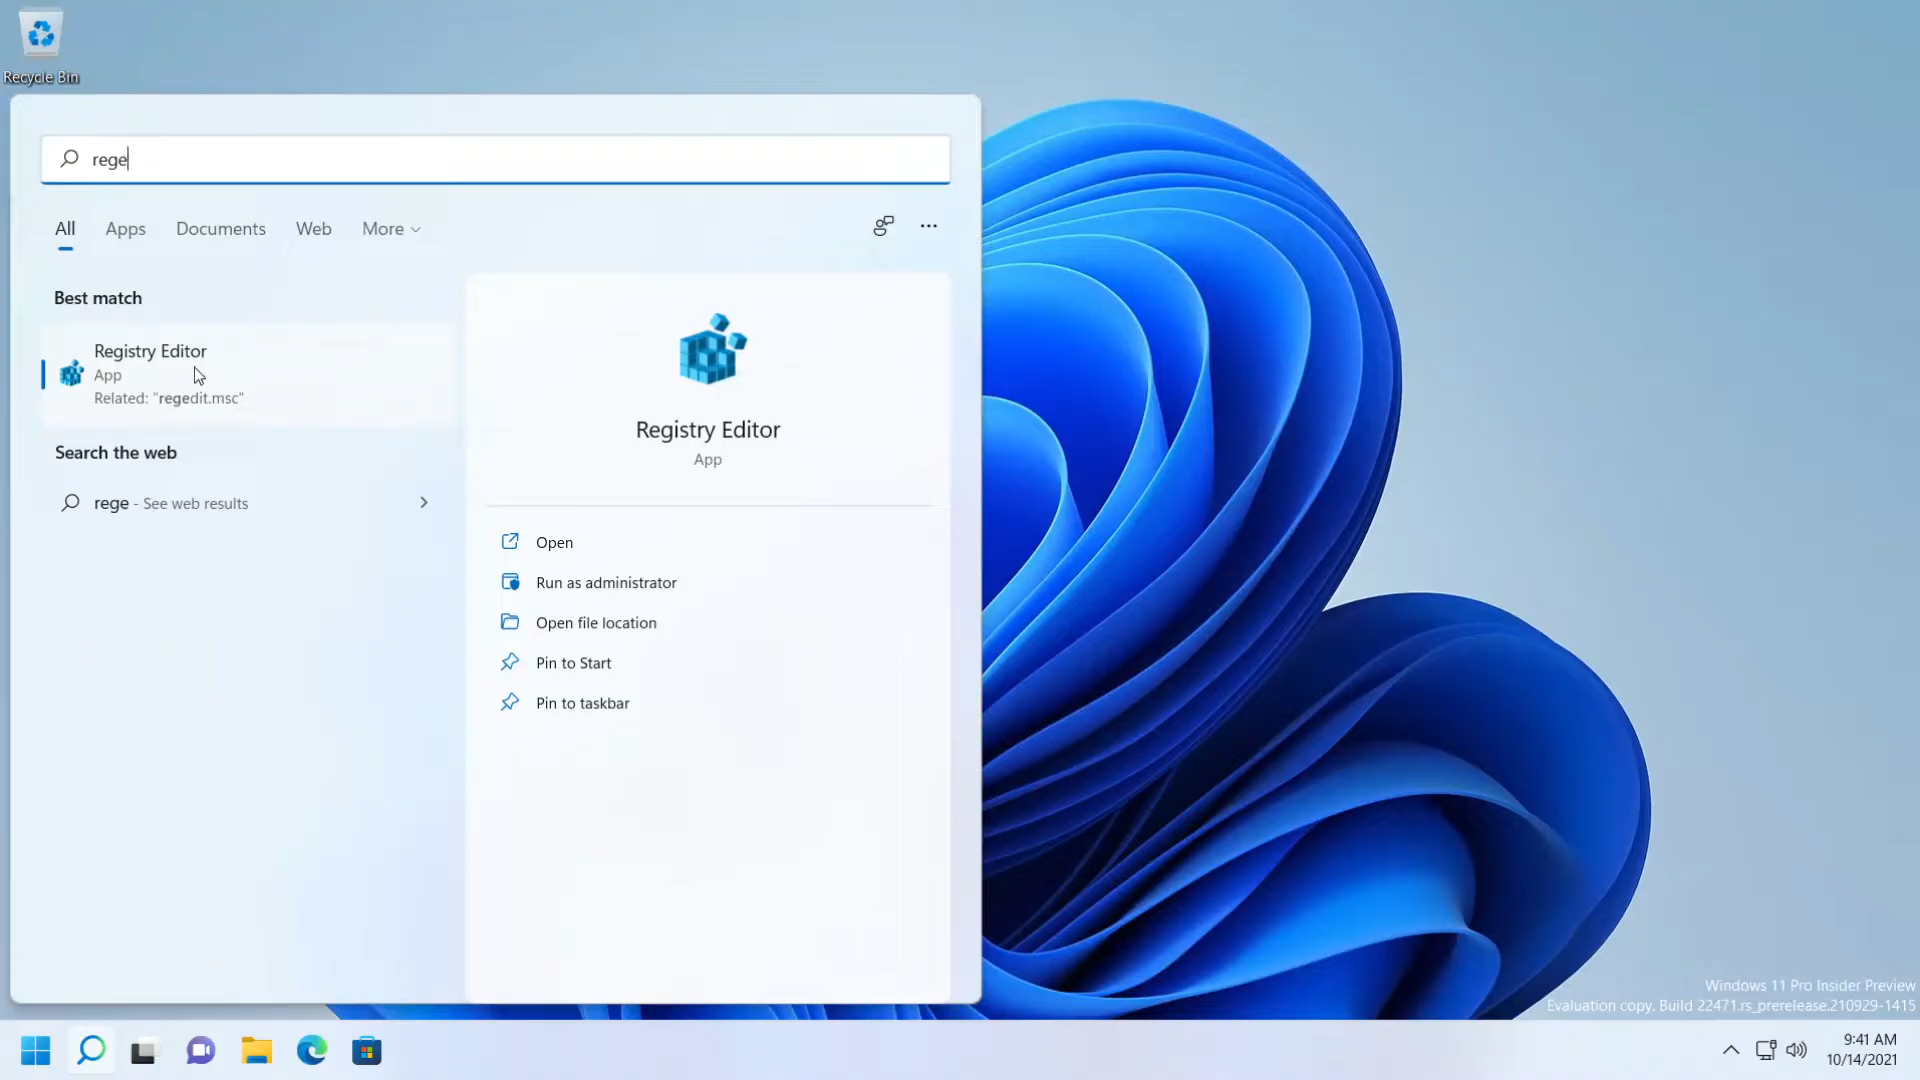 Recycle Bin
rege
All Apps Documents Web More
Best match
Registry Editor
App
Related: "regedit.msc"
Search the web
rege - See web results
Registry Editor
App
Open
Run as administrator
Open file location
Pin to Start
Pin to taskbar
Windows 11 Pro Insider Preview
Evaluation copy. Build 22471.rs_prerelease.210929-1415
9:41 AM
10/14/2021